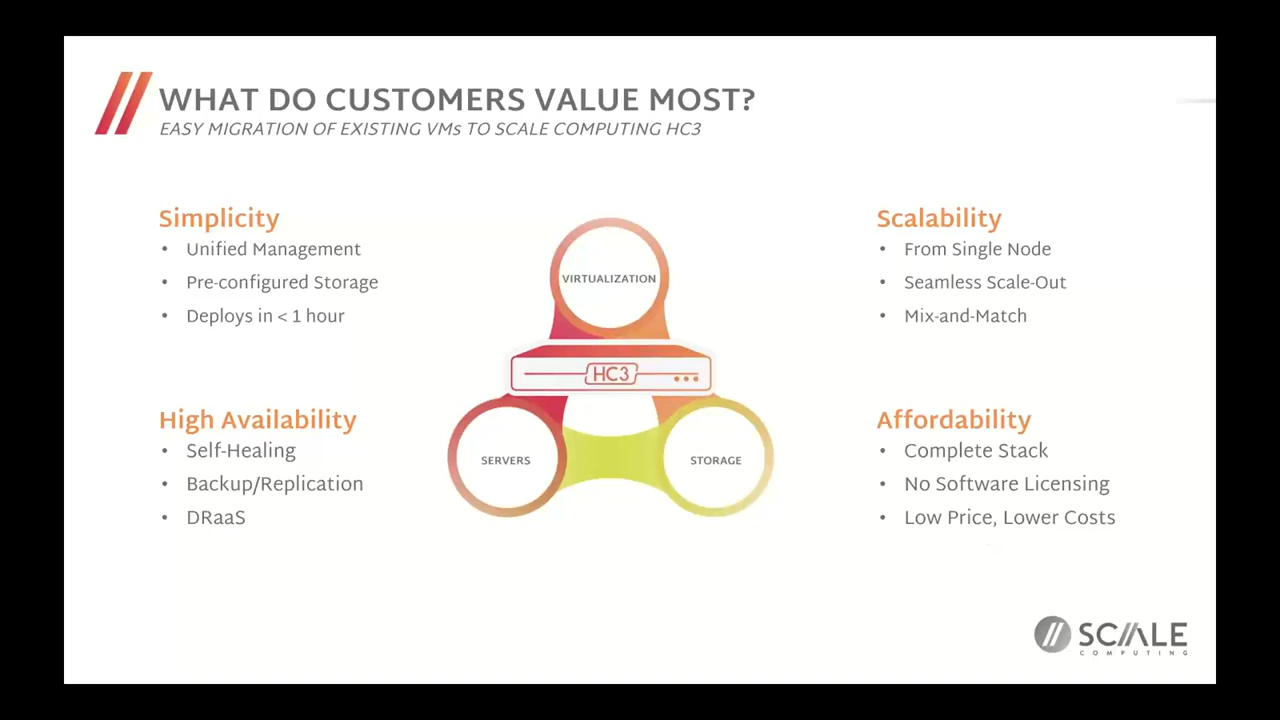 WHAT DO CUSTOMERS VALUE MOST?
EASY MIGRATION OF EXISTING VMs TO SCALE COMPUTING HC3
Simplicity
• Unified Management
• Pre-configured Storage
• Deploys in < 1 hour
High Availability
• Self-Healing
• Backup/Replication
• DRaaS
VIRTUALIZATION
HC3
SERVERS
STORAGE
Scalability
• From Single Node
• Seamless Scale-Out
• Mix-and-Match
Affordability
• Complete Stack
• No Software Licensing
• Low Price, Lower Costs
SCALE
COMPUTING